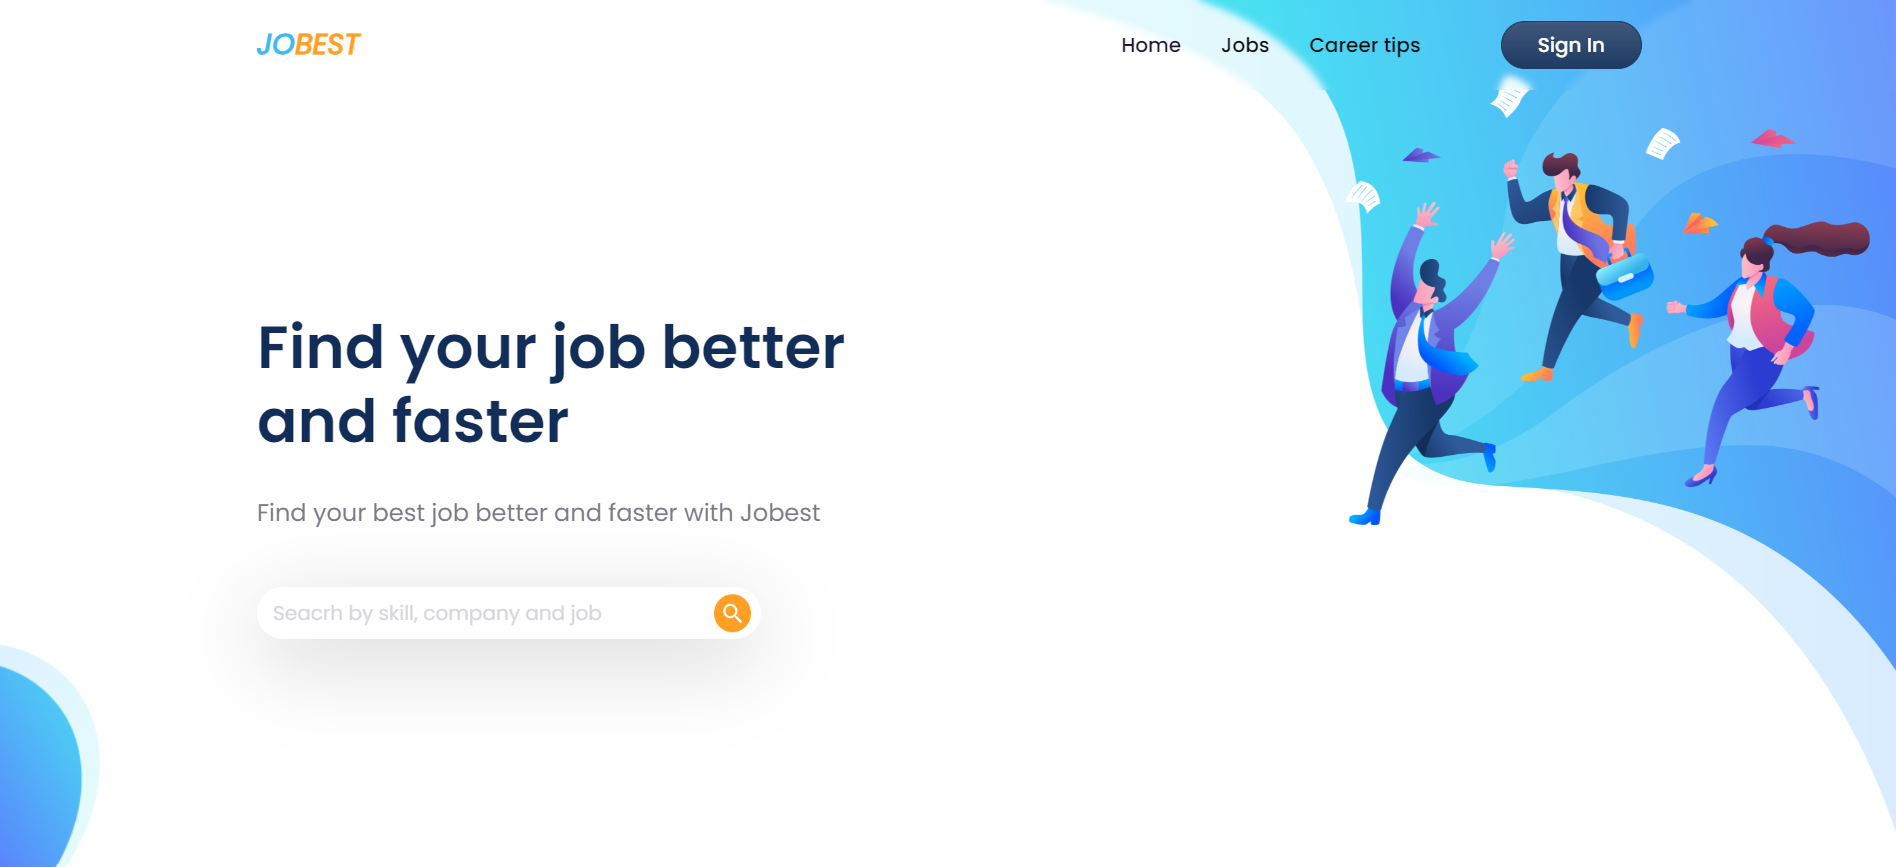 JOBEST
Home
Jobs
Career tips
Sign In
Find your job better
and faster
Find your best job better and faster with Jobest
Seacrh by skill, company and job